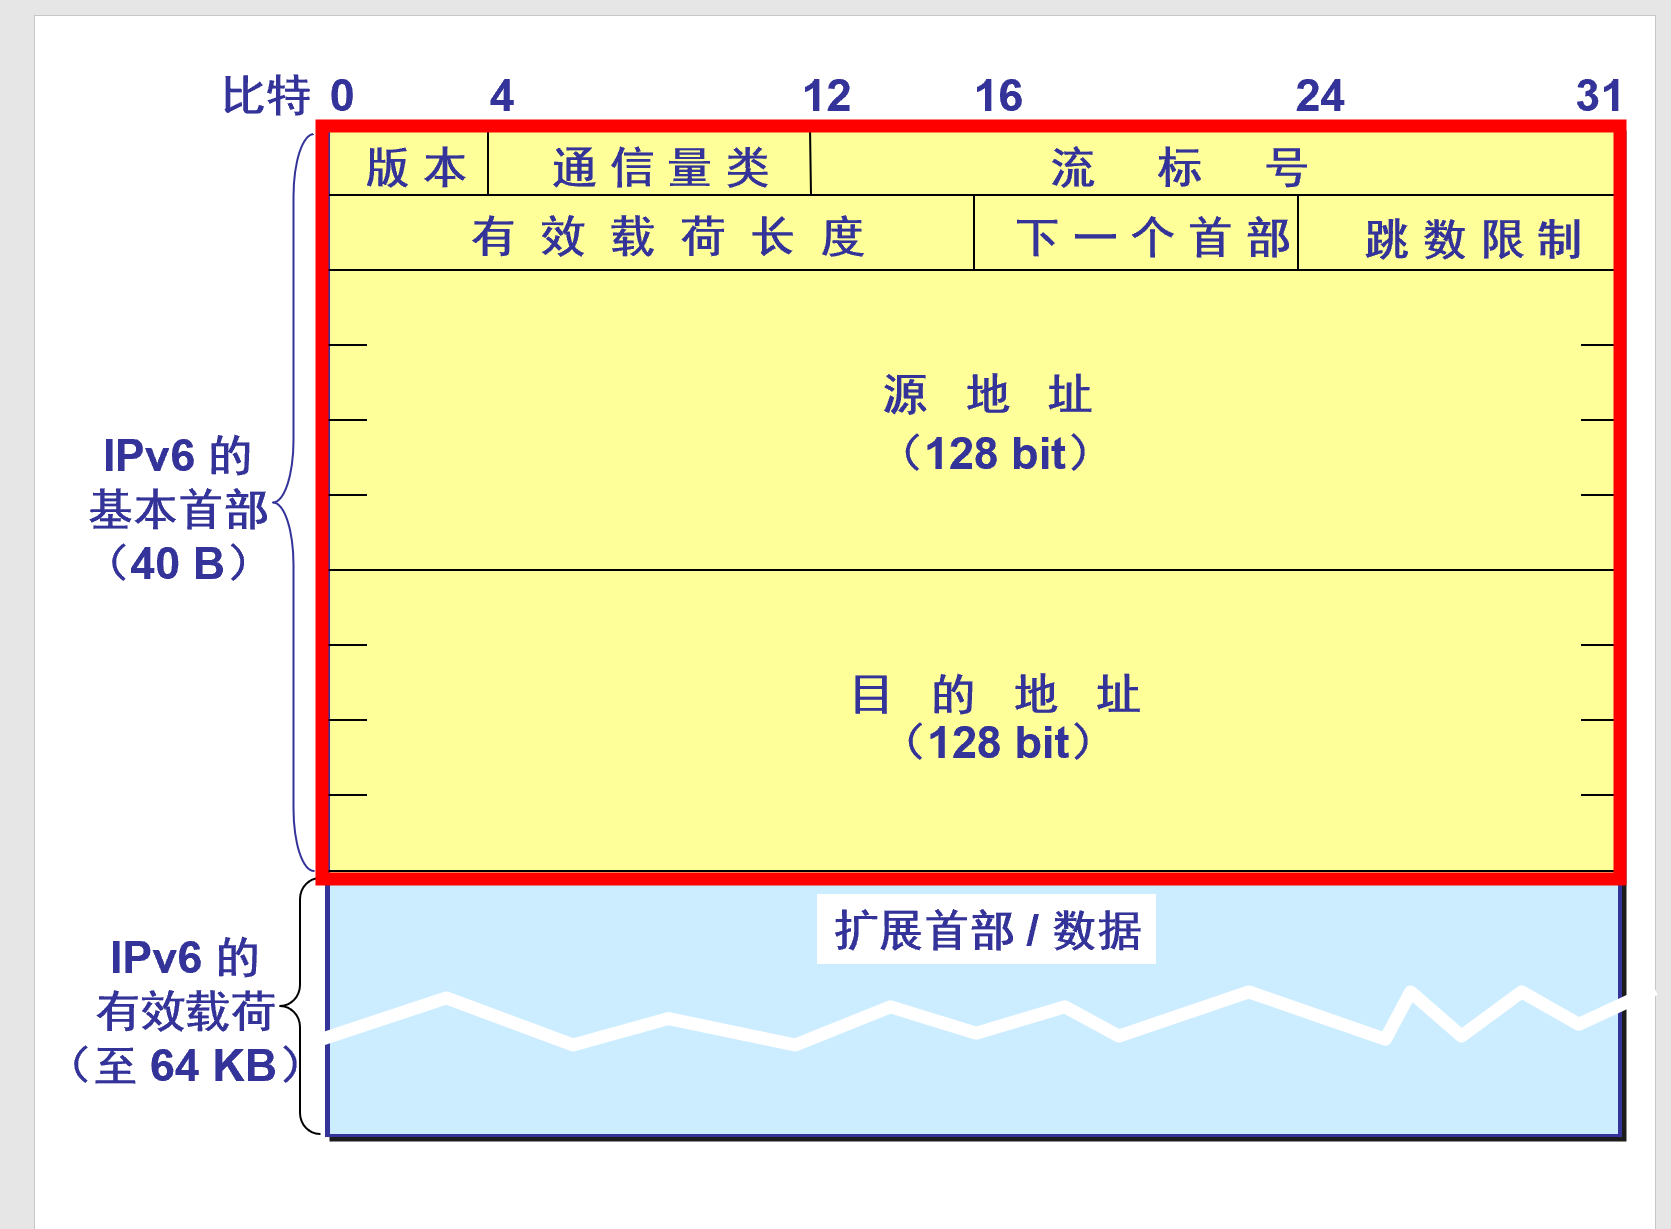 比特 0 4 12 16 24 31
版 本 通 信 量 类 流 标 号
有 效 载 荷 长 度 下 一 个 首 部 跳 数 限 制
源 地 址
（128 bit）
IPv6 的
基本首部
（40 B）
目 的 地 址
（128 bit）
扩展首部 / 数据
IPv6 的
有效载荷
（至 64 KB）